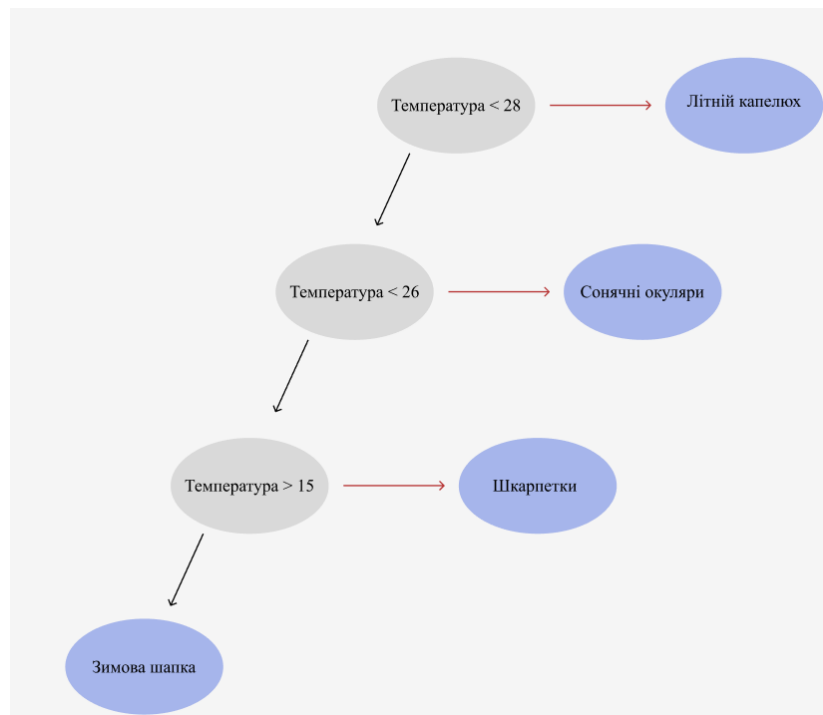 Температура < 28
Літній капелюх
Температура < 26
Сонячні окуляри
Температура > 15
Шкарпетки
Зимова шапка